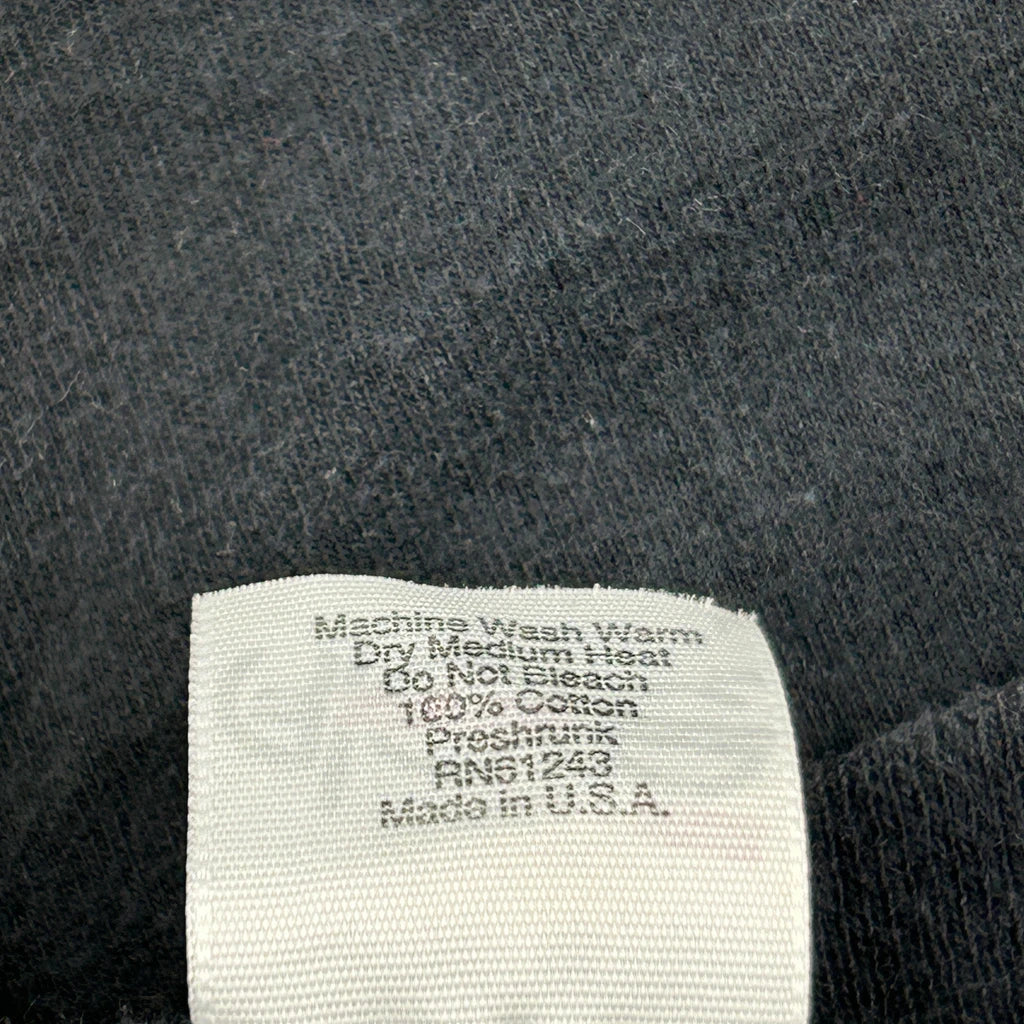 Machine Wash Warm
Dry Medium Heat
Do Not Bleach
100% Cotton
Preshrunk
RN61243
Made in U.S.A.